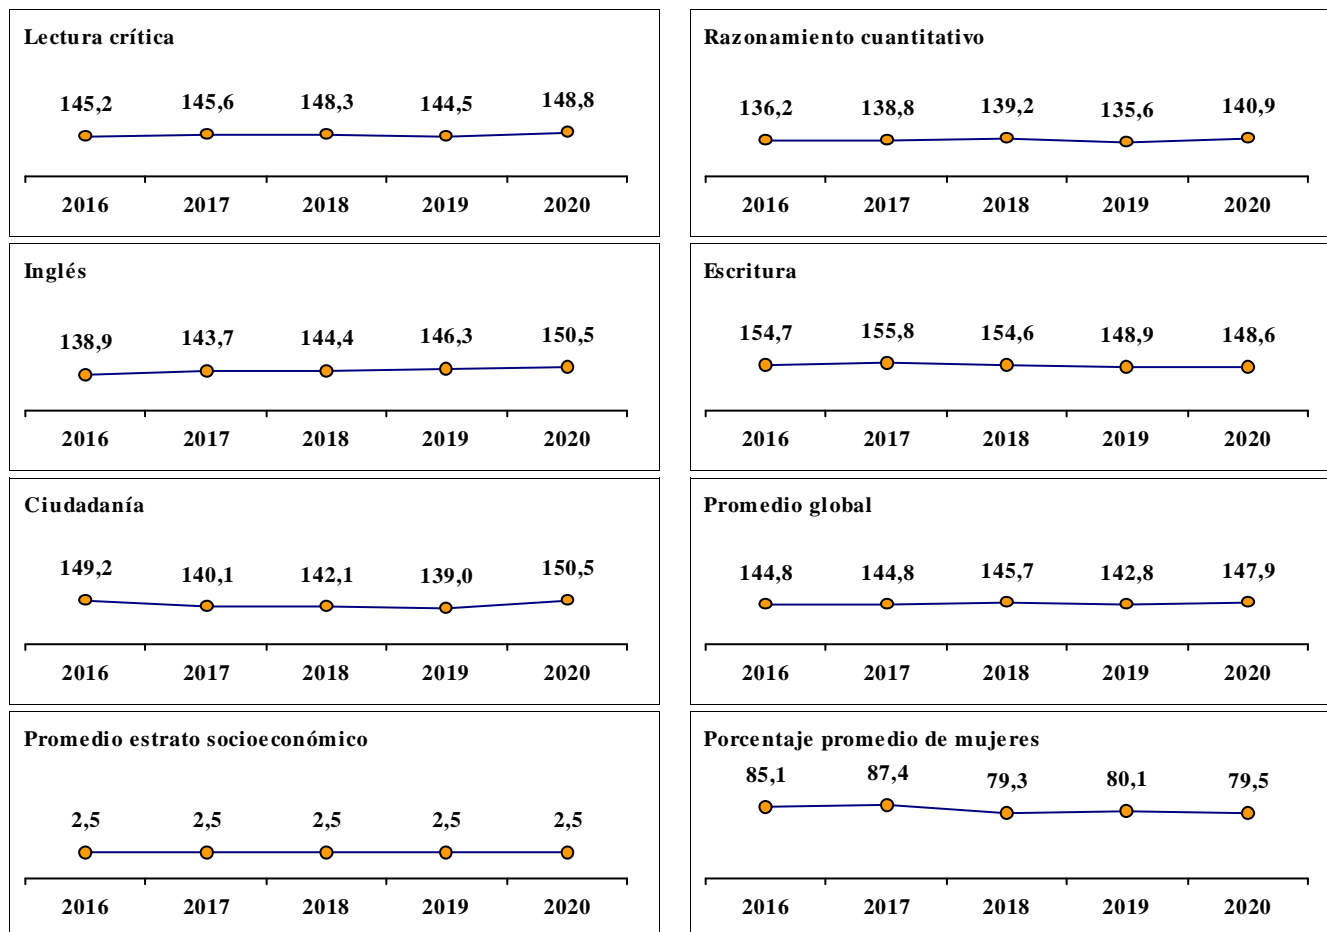 Lectura crítica
145,2 145,6 148,3 144,5 148,8
2016 2017 2018 2019 2020
Razonamiento cuantitativo
136,2 138,8 139,2 135,6 140,9
2016 2017 2018 2019 2020
Inglés
138,9 143,7 144,4 146,3 150,5
2016 2017 2018 2019 2020
Escritura
154,7 155,8 154,6 148,9 148,6
2016 2017 2018 2019 2020
Ciudadanía
149,2 140,1 142,1 139,0 150,5
2016 2017 2018 2019 2020
Promedio global
144,8 144,8 145,7 142,8 147,9
2016 2017 2018 2019 2020
Promedio estrato socioeconómico
2,5 2,5 2,5 2,5 2,5
2016 2017 2018 2019 2020
Porcentaje promedio de mujeres
85,1 87,4 79,3 80,1 79,5
2016 2017 2018 2019 2020